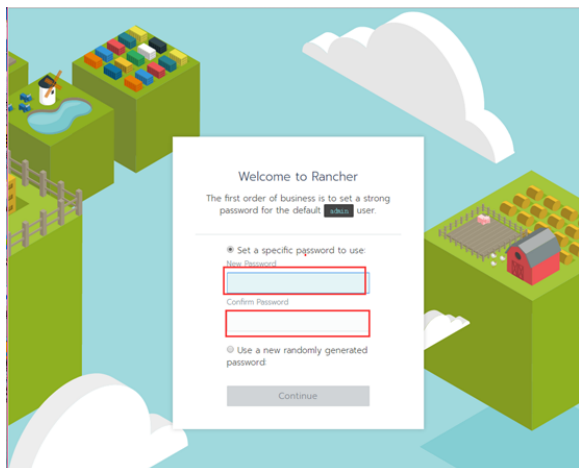 Welcome to Rancher
The first order of business is to set a strong
password for the default admin user.
Set a specific password to use:
New Password
Confirm Password
Use a new randomly generated
password:
Continue